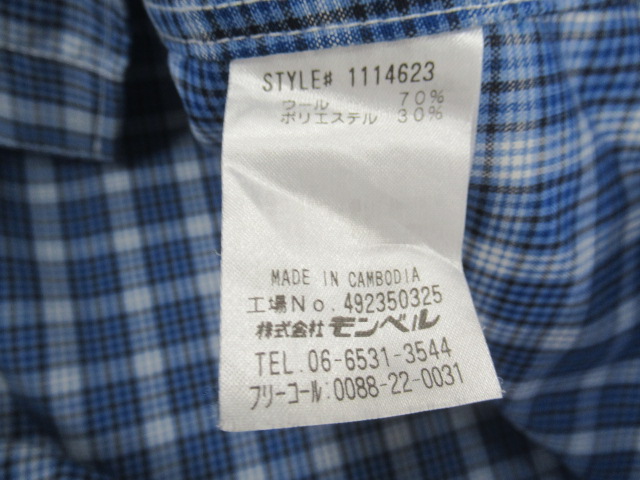 STYLE# 1114623
ウール 70%
ポリエステル 30%
MADE IN CAMBODIA
工場No. 492350325
株式会社 モンベル
TEL. 06-6531-3544
フリーコール:0088-22-0031